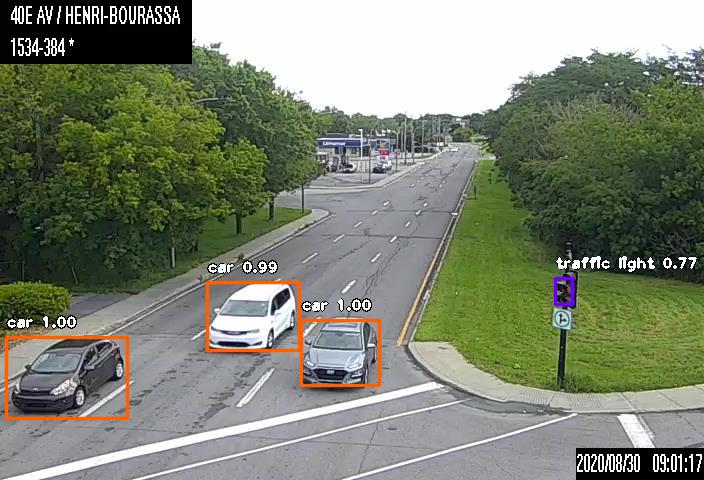 40E AV / HENRI-BOURASSA
1534-384 *
traffic light 0.77
car 0.99
car 1.00
car 1.00
2020/08/30 09:01:17